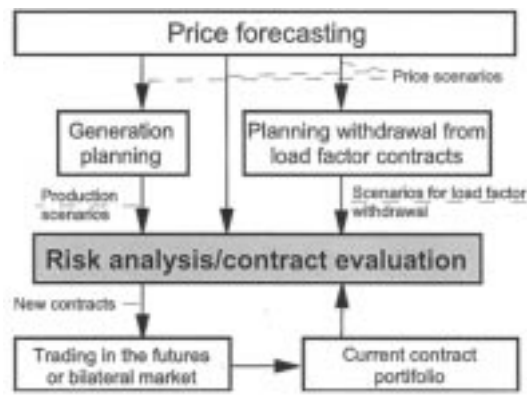 Price forecasting
Price scenarios
Generation
planning
Planning withdrawal from
load factor contracts
Production
scenarios
Scenarios for load factor
withdrawal
Risk analysis/contract evaluation
New contracts
Trading in the futures
or bilateral market
Current contract
portifolio